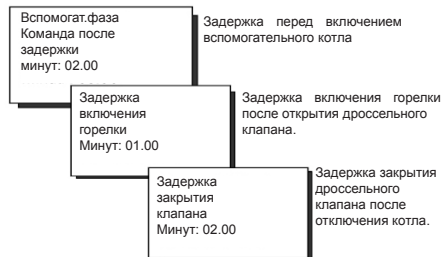 Вспомогат.фаза
Команда после
задержки
минут: 02.00
Задержка перед включением
вспомогательного котла
Задержка
включения
горелки
Минут: 01.00
Задержка включения горелки
после открытия дроссельного
клапана.
Задержка
закрытия
клапана
Минут: 02.00
Задержка закрытия
дроссельного
клапана после
отключения котла.